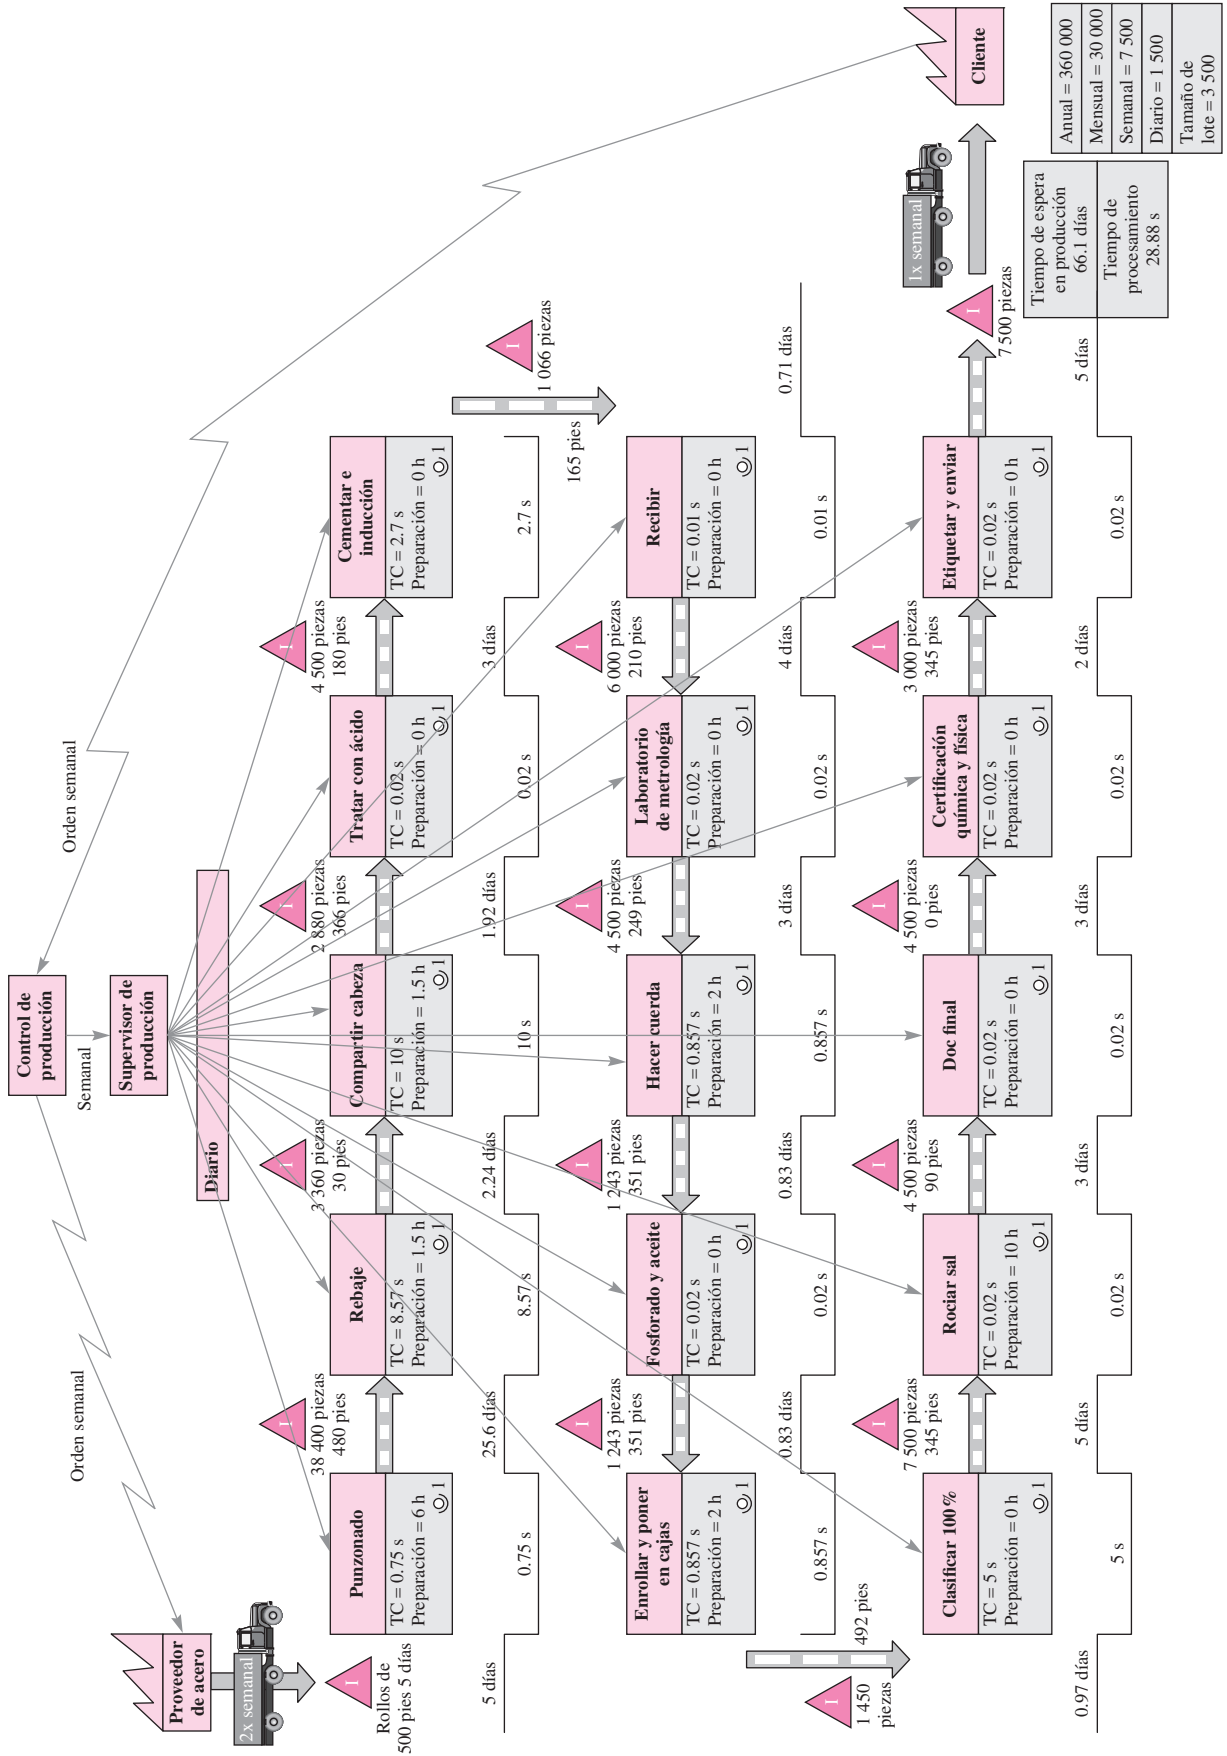 Control de
producción
Orden semanal
Orden semanal
Semanal
Supervisor de
producción
Diario
Proveedor
de acero
2x semanal
I
Rollos de
500 pies 5 días
Cliente
1x semanal
Punzonado
TC = 0.75 s
Preparación = 6 h
1
I
38 400 piezas
480 pies
Rebaje
TC = 8.57 s
Preparación = 1.5 h
1
I
3 360 piezas
30 pies
Compartir cabeza
TC = 10 s
Preparación = 1.5 h
1
I
2 880 piezas
366 pies
Tratar con ácido
TC = 0.02 s
Preparación = 0 h
1
I
4 500 piezas
180 pies
Cementar e
inducción
TC = 2.7 s
Preparación = 0 h
1
I
1 066 piezas
165 pies
5 días
0.75 s
25.6 días
8.57 s
2.24 días
10 s
1.92 días
0.02 s
3 días
2.7 s
Enrollar y poner
en cajas
TC = 0.857 s
Preparación = 2 h
1
I
1 243 piezas
351 pies
Fosforado y aceite
TC = 0.02 s
Preparación = 0 h
1
I
1 243 piezas
351 pies
Hacer cuerda
TC = 0.857 s
Preparación = 2 h
1
I
4 500 piezas
249 pies
Laboratorio
de metrología
TC = 0.02 s
Preparación = 0 h
1
I
6 000 piezas
210 pies
Recibir
TC = 0.01 s
Preparación = 0 h
1
0.857 s
0.83 días
0.02 s
0.83 días
0.857 s
3 días
0.02 s
4 días
0.01 s
0.71 días
I
1 450
piezas
492 pies
Clasificar 100%
TC = 5 s
Preparación = 0 h
1
I
7 500 piezas
345 pies
Rociar sal
TC = 0.02 s
Preparación = 10 h
1
I
4 500 piezas
90 pies
Doc final
TC = 0.02 s
Preparación = 0 h
1
I
4 500 piezas
0 pies
Certificación
química y física
TC = 0.02 s
Preparación = 0 h
1
I
3 000 piezas
345 pies
Etiquetar y enviar
TC = 0.02 s
Preparación = 0 h
1
I
7 500 piezas
0.97 días
5 s
5 días
0.02 s
3 días
0.02 s
3 días
0.02 s
2 días
0.02 s
5 días
Tiempo de espera
en producción
66.1 días
Tiempo de
procesamiento
28.88 s
Anual = 360 000
Mensual = 30 000
Semanal = 7 500
Diario = 1 500
Tamaño de
lote = 3 500